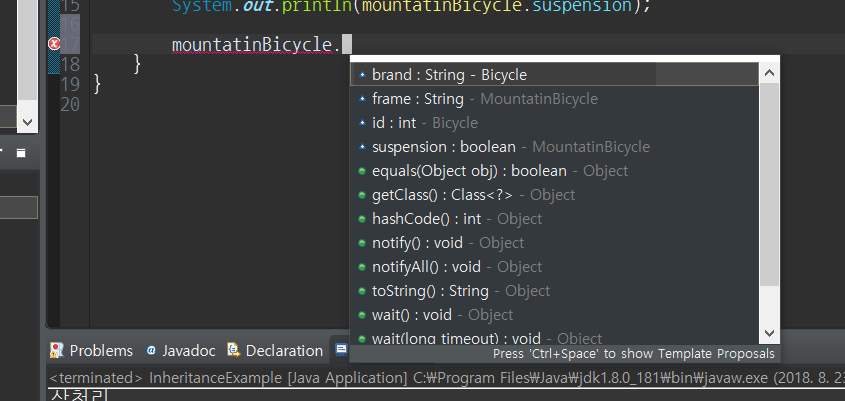 15 System.out.println(mountatinBicycle.suspension);
16
17 mountatinBicycle.
18 }
19 }
20
brand : String - Bicycle
frame : String - MountatinBicycle
id : int - Bicycle
suspension : boolean - MountatinBicycle
equals(Object obj) : boolean - Object
getClass() : Class<?> - Object
hashCode() : int - Object
notify() : void - Object
notifyAll() : void - Object
toString() : String - Object
wait() : void - Object
wait(long timeout) : void - Object
Press 'Ctrl+Space' to show Template Proposals
Problems @ Javadoc Declaration
<terminated> InheritanceExample [Java Application] C:₩Program Files₩Java₩jdk1.8.0_181₩bin₩javaw.exe (2018. 8. 23
산처리